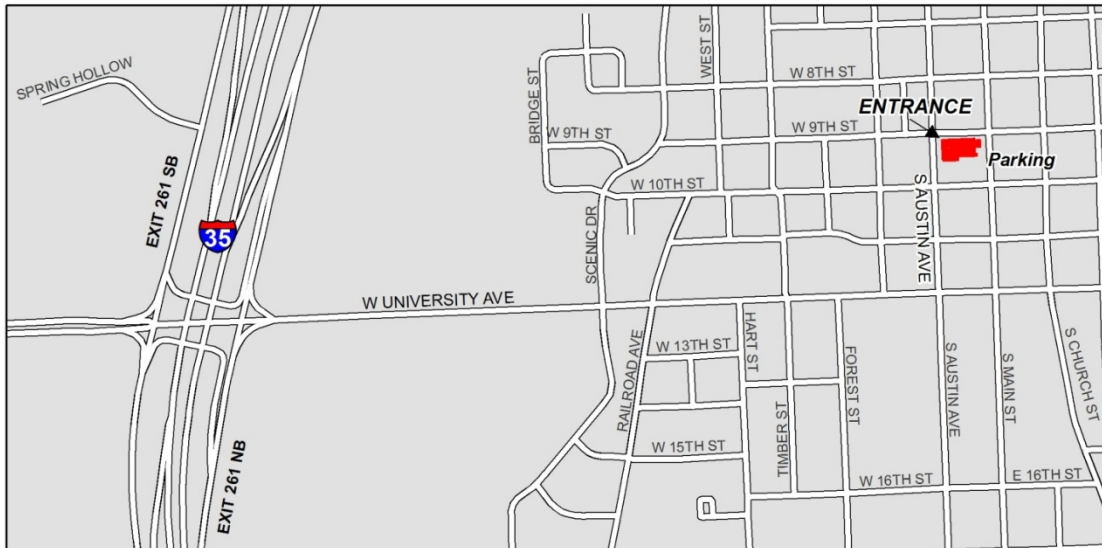 SPRING HOLLOW
WEST ST
W 8TH ST
BRIDGE ST
ENTRANCE
W 9TH ST
W 9TH ST
Parking
EXIT 261 SB
W 10TH ST
S AUSTIN AVE
35
SCENIC DR
W UNIVERSITY AVE
HART ST
W 13TH ST
RAILROAD AVE
FOREST ST
S AUSTIN AVE
S MAIN ST
S CHURCH ST
TIMBER ST
W 15TH ST
EXIT 261 NB
W 16TH ST
E 16TH ST